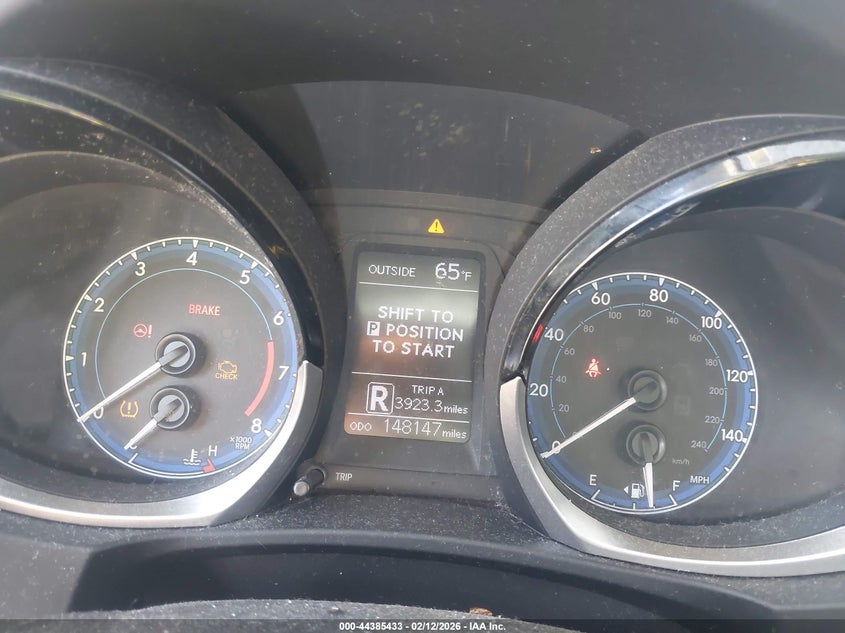 OUTSIDE 65°F
SHIFT TO
P POSITION
TO START
TRIP A
R 3923.3 miles
ODO 148147 miles
TRIP
BRAKE
CHECK
0 1 2 3 4 5 6 7 8
x1000
RPM
H
0 20 40 60 80 100 120 140
20 40 60 80 100 120 140 160 180 200 220 240
km/h
MPH
E F
000-44385433 - 02/12/2026 - IAA Inc.